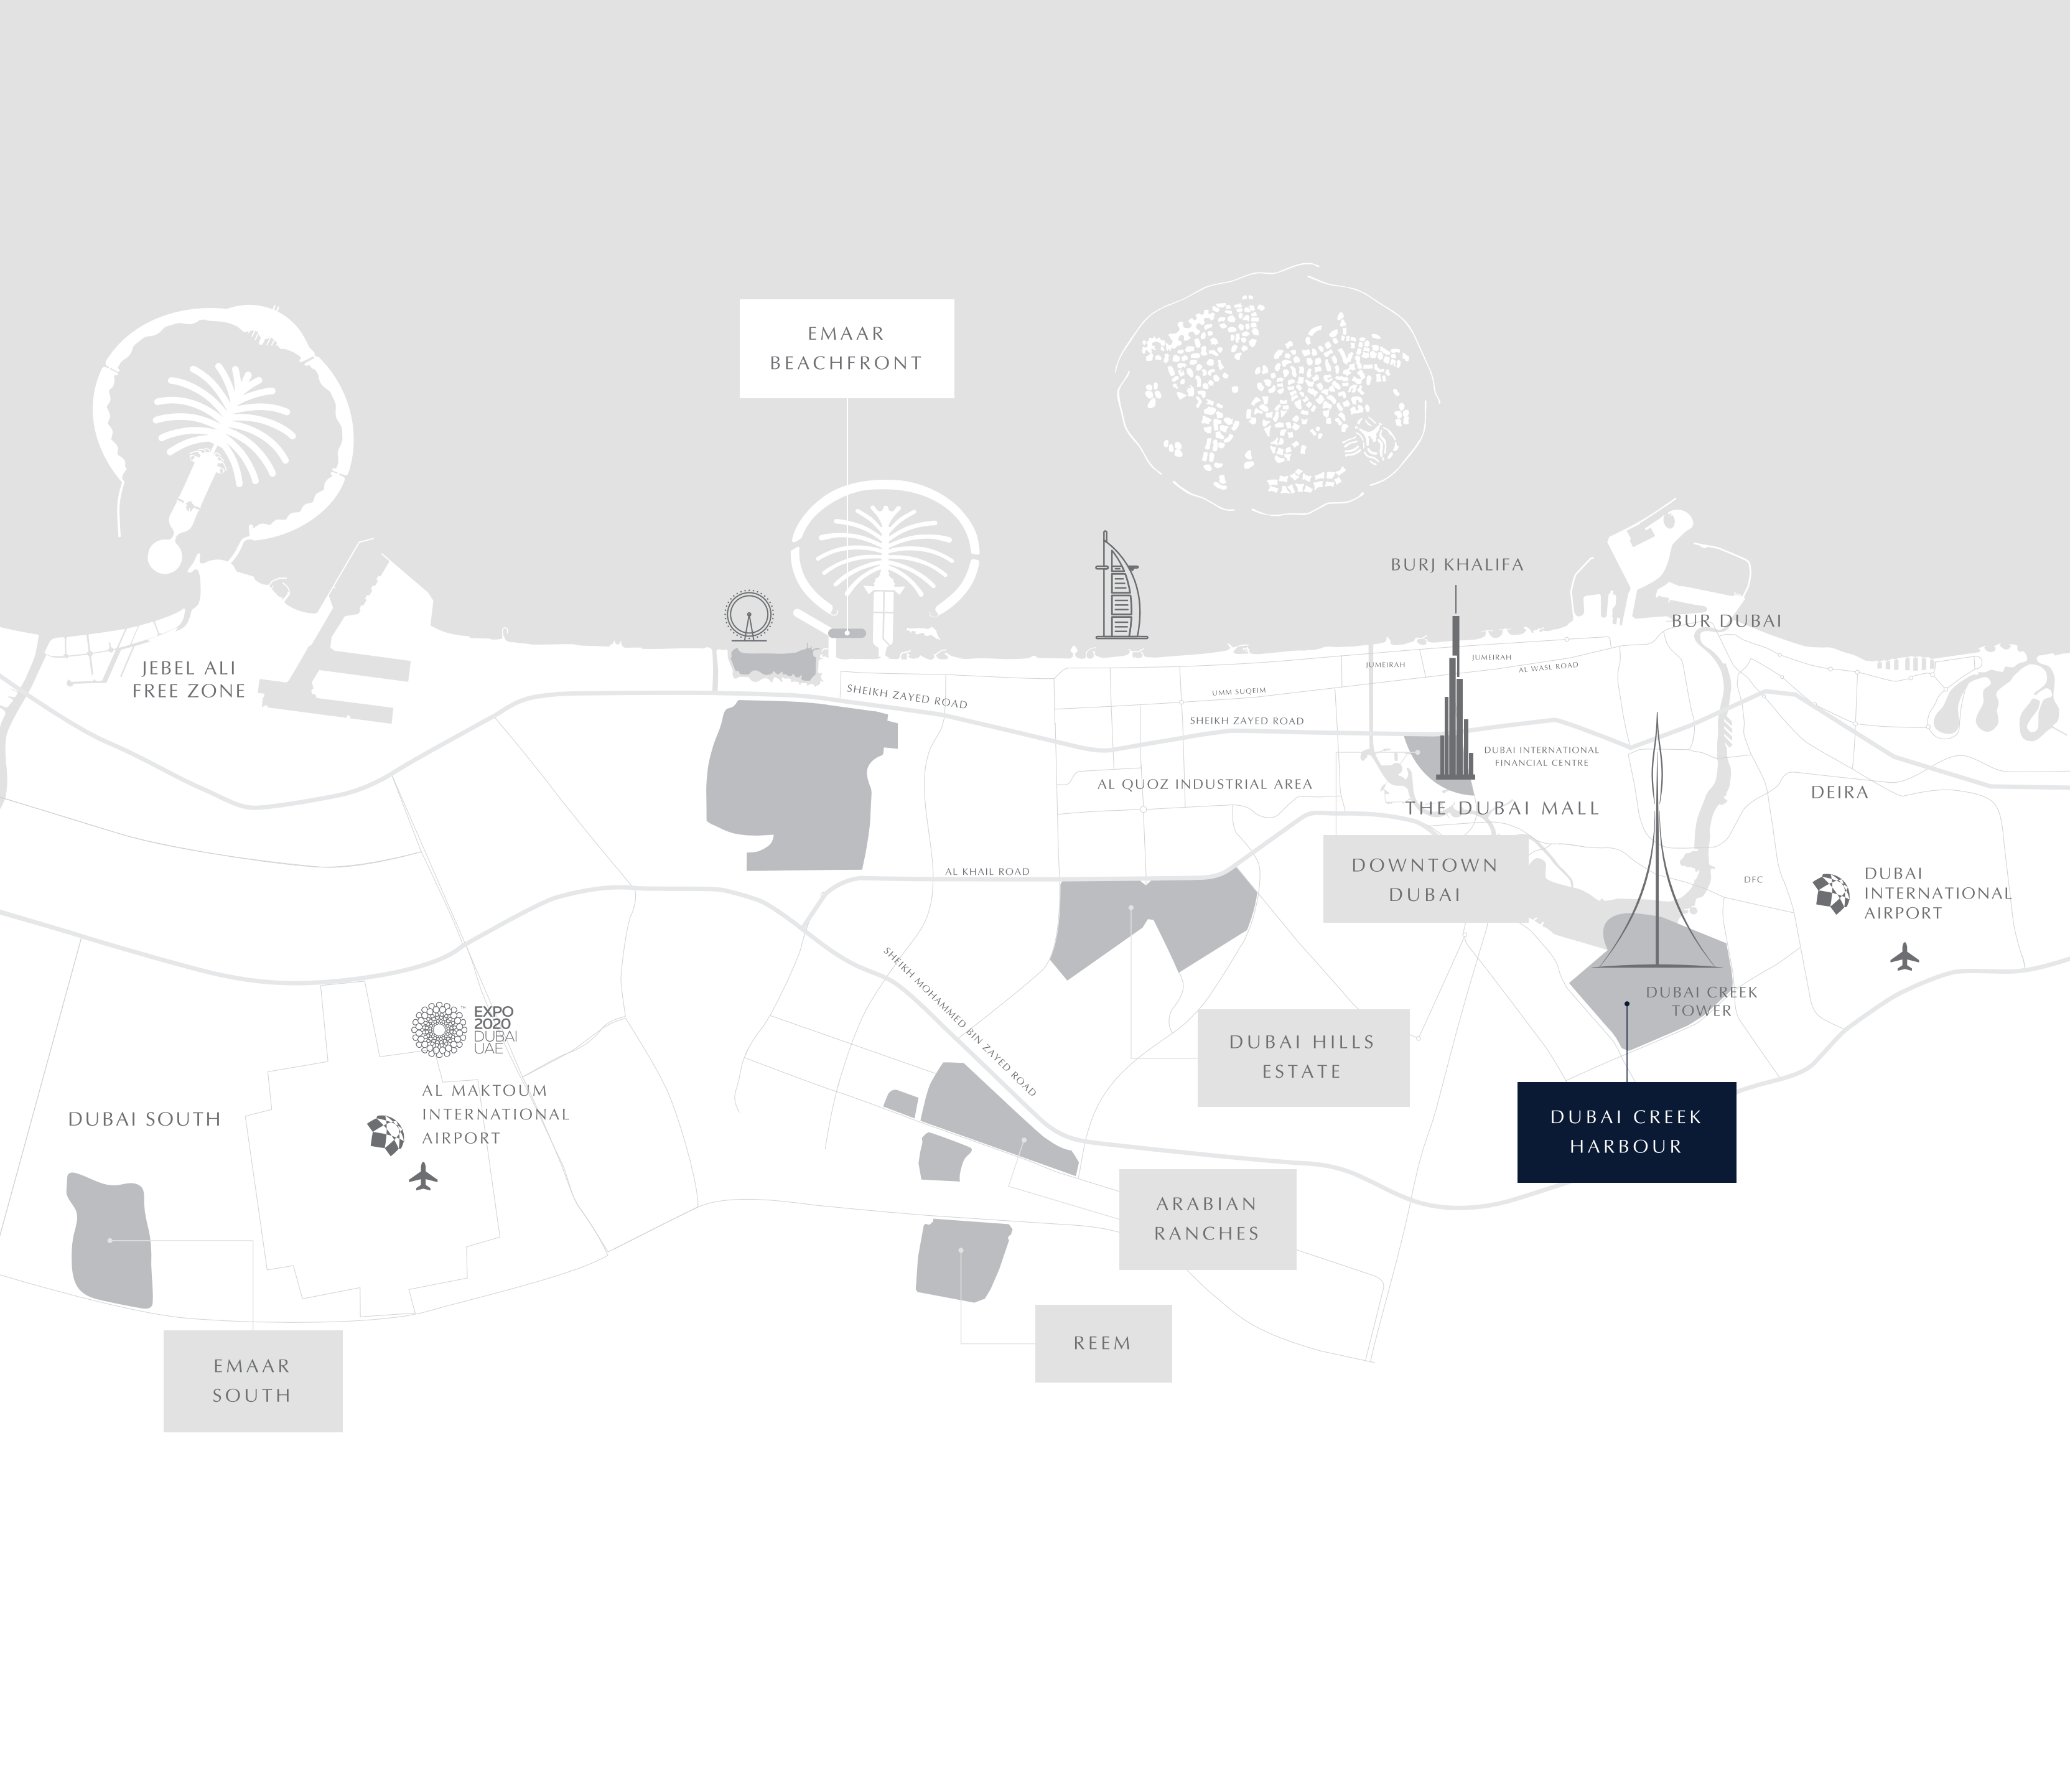 EMAAR
BEACHFRONT
BURJ KHALIFA
BUR DUBAI
JEBEL ALI
FREE ZONE
SHEIKH ZAYED ROAD
JUMEIRAH
JUMEIRAH
AL WASL ROAD
UMM SUQEIM
SHEIKH ZAYED ROAD
DUBAI INTERNATIONAL
FINANCIAL CENTRE
AL QUOZ INDUSTRIAL AREA
THE DUBAI MALL
DEIRA
AL KHAIL ROAD
DOWNTOWN
DUBAI
DFC
DUBAI
INTERNATIONAL
AIRPORT
SHEIKH MOHAMMED BIN ZAYED ROAD
DUBAI CREEK
TOWER
EXPO
2020
DUBAI
UAE
DUBAI HILLS
ESTATE
AL MAKTOUM
INTERNATIONAL
AIRPORT
DUBAI SOUTH
DUBAI CREEK
HARBOUR
ARABIAN
RANCHES
REEM
EMAAR
SOUTH